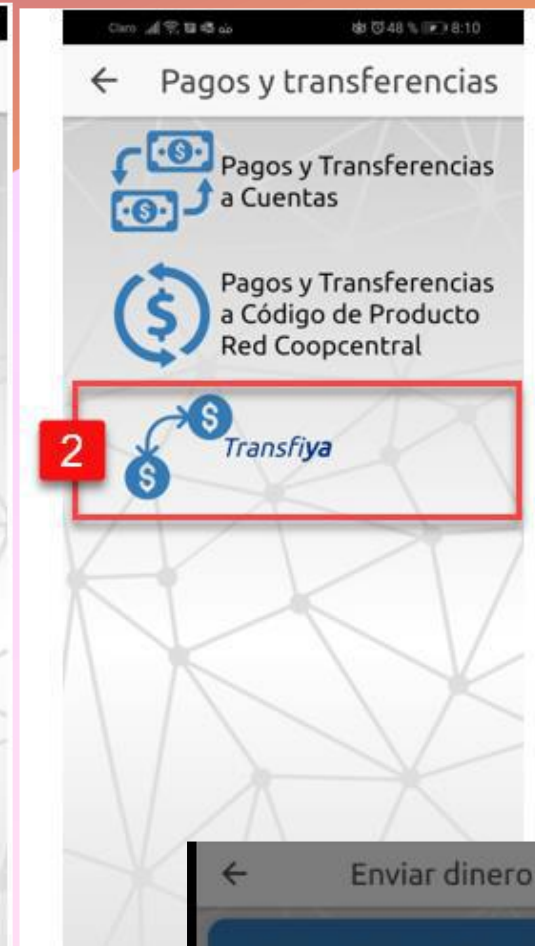 Claro 48 % 8:10
← Pagos y transferencias
Pagos y Transferencias
a Cuentas
Pagos y Transferencias
a Código de Producto
Red Coopcentral
2
Transfiya
← Enviar dinero